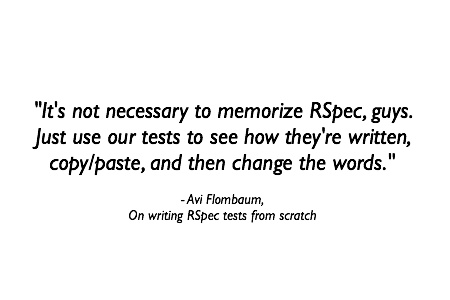 "It's not necessary to memorize RSpec, guys.
Just use our tests to see how they're written,
copy/paste, and then change the words."
- Avi Flombaum,
On writing RSpec tests from scratch